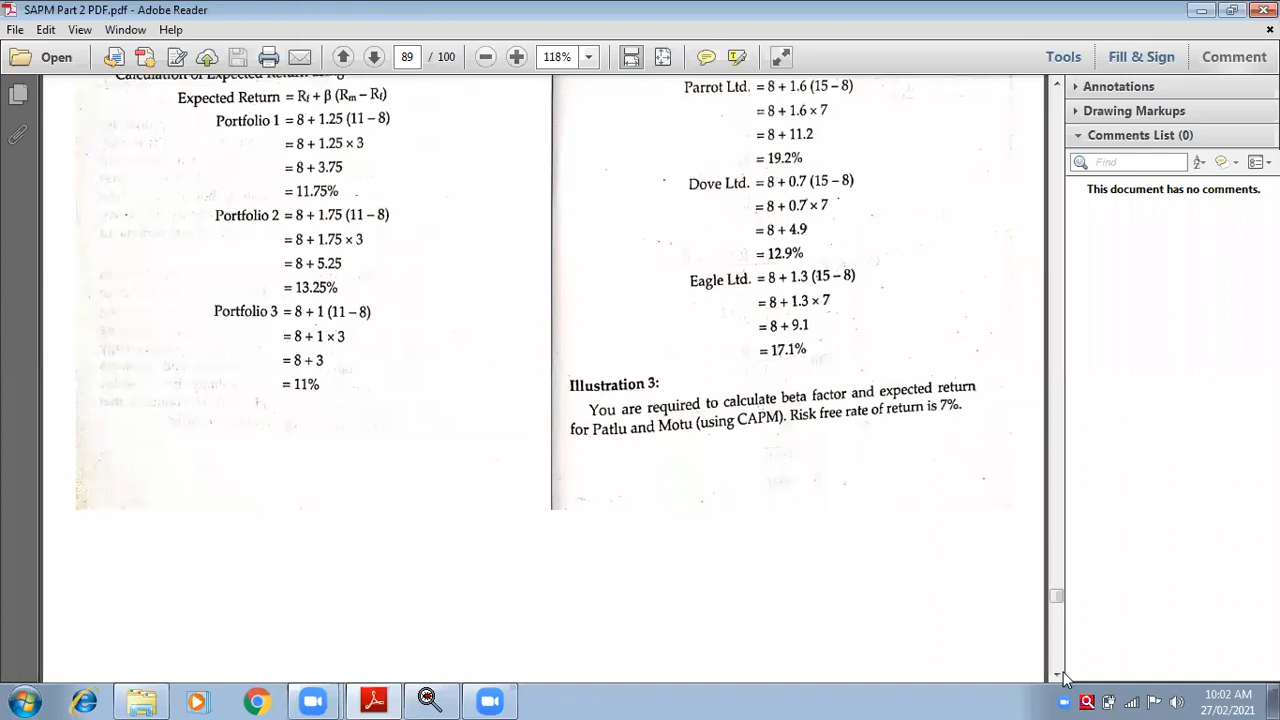 SAPM Part 2 PDF.pdf - Adobe Reader
File Edit View Window Help
Open 89 / 100 118% Tools Fill & Sign Comment
Annotations
Drawing Markups
Comments List (0)
Find
This document has no comments.
Calculation of Expected Return
Expected Return = Rf + β (Rm – Rf)
Portfolio 1 = 8 + 1.25 (11 – 8)
= 8 + 1.25 × 3
= 8 + 3.75
= 11.75%
Portfolio 2 = 8 + 1.75 (11 – 8)
= 8 + 1.75 × 3
= 8 + 5.25
= 13.25%
Portfolio 3 = 8 + 1 (11 – 8)
= 8 + 1 × 3
= 8 + 3
= 11%
Parrot Ltd. = 8 + 1.6 (15 – 8)
= 8 + 1.6 × 7
= 8 + 11.2
= 19.2%
Dove Ltd. = 8 + 0.7 (15 – 8)
= 8 + 0.7 × 7
= 8 + 4.9
= 12.9%
Eagle Ltd. = 8 + 1.3 (15 – 8)
= 8 + 1.3 × 7
= 8 + 9.1
= 17.1%
Illustration 3:
You are required to calculate beta factor and expected return
for Patlu and Motu (using CAPM). Risk free rate of return is 7%.
10:02 AM
27/02/2021